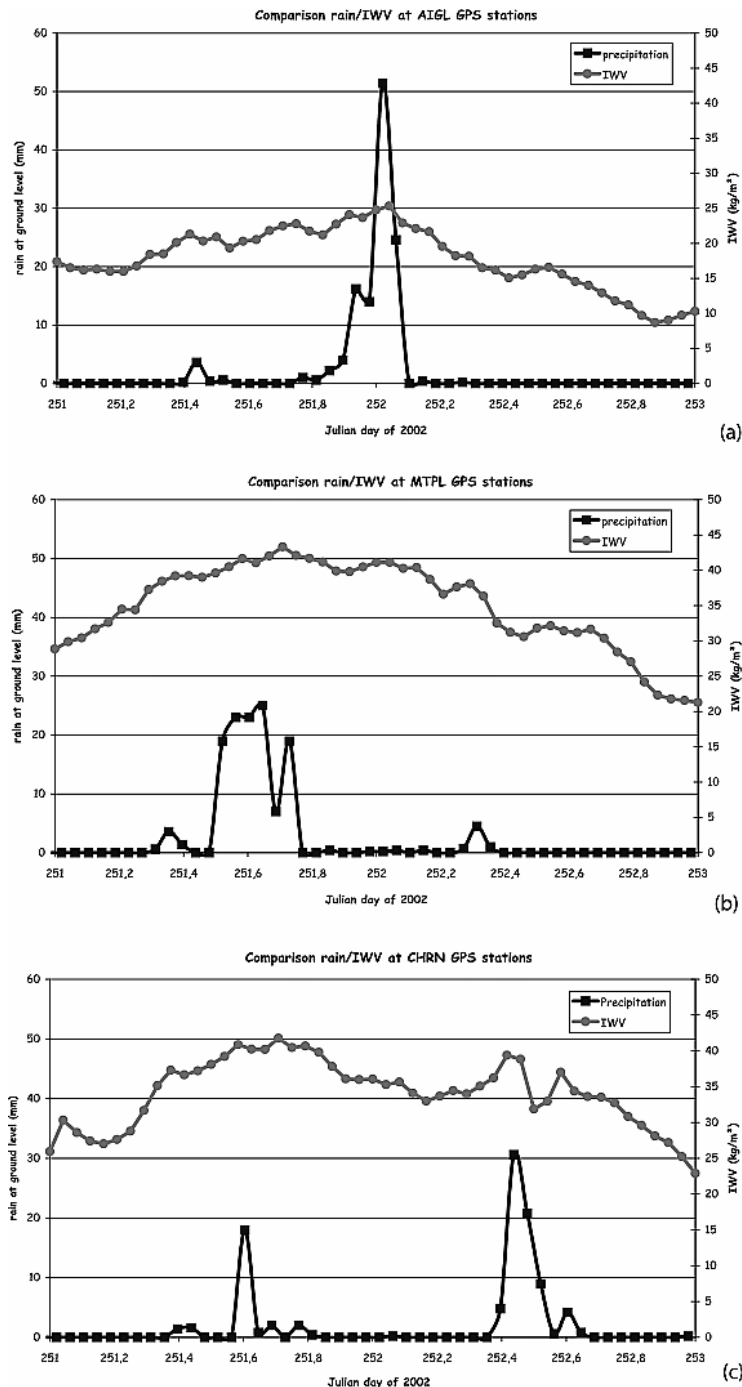 Comparison rain/IWV at AIGL GPS stations
60
50
40
30
20
10
0
rain at ground level (mm)
precipitation
IWV
50
45
40
35
30
25
20
15
10
5
0
IWV (kg/m²)
251 251,2 251,4 251,6 251,8 252 252,2 252,4 252,6 252,8 253
Julian day of 2002
(a)
Comparison rain/IWV at MTPL GPS stations
60
50
40
30
20
10
0
rain at ground level (mm)
precipitation
IWV
50
45
40
35
30
25
20
15
10
5
0
IWV (kg/m²)
251 251,2 251,4 251,6 251,8 252 252,2 252,4 252,6 252,8 253
Julian day of 2002
(b)
Comparison rain/IWV at CHRN GPS stations
60
50
40
30
20
10
0
rain at ground level (mm)
Precipitation
IWV
50
45
40
35
30
25
20
15
10
5
0
IWV (kg/m²)
251 251,2 251,4 251,6 251,8 252 252,2 252,4 252,6 252,8 253
Julian day of 2002
(c)